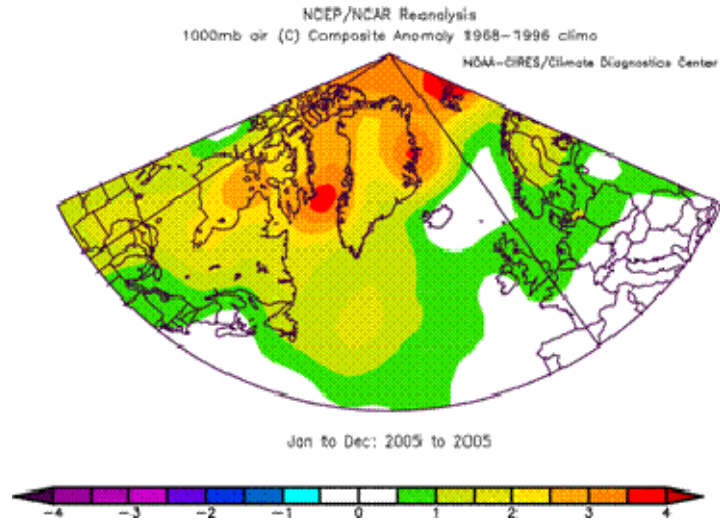 NCEP/NCAR Reanalysis
1000mb air (C) Composite Anomaly 1968-1996 climo
NOAA-CIRES/Climate Diagnostics Center
Jan to Dec: 2005 to 2005
-4 -3 -2 -1 0 1 2 3 4